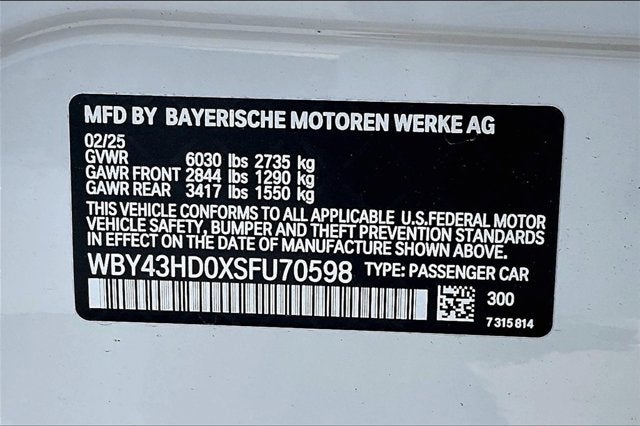 MFD BY BAYERISCHE MOTOREN WERKE AG
02/25
GVWR 6030 lbs 2735 kg
GAWR FRONT 2844 lbs 1290 kg
GAWR REAR 3417 lbs 1550 kg
THIS VEHICLE CONFORMS TO ALL APPLICABLE U.S.FEDERAL MOTOR
VEHICLE SAFETY, BUMPER AND THEFT PREVENTION STANDARDS
IN EFFECT ON THE DATE OF MANUFACTURE SHOWN ABOVE.
WBY43HD0XSFU70598 TYPE: PASSENGER CAR
300
7 315 814